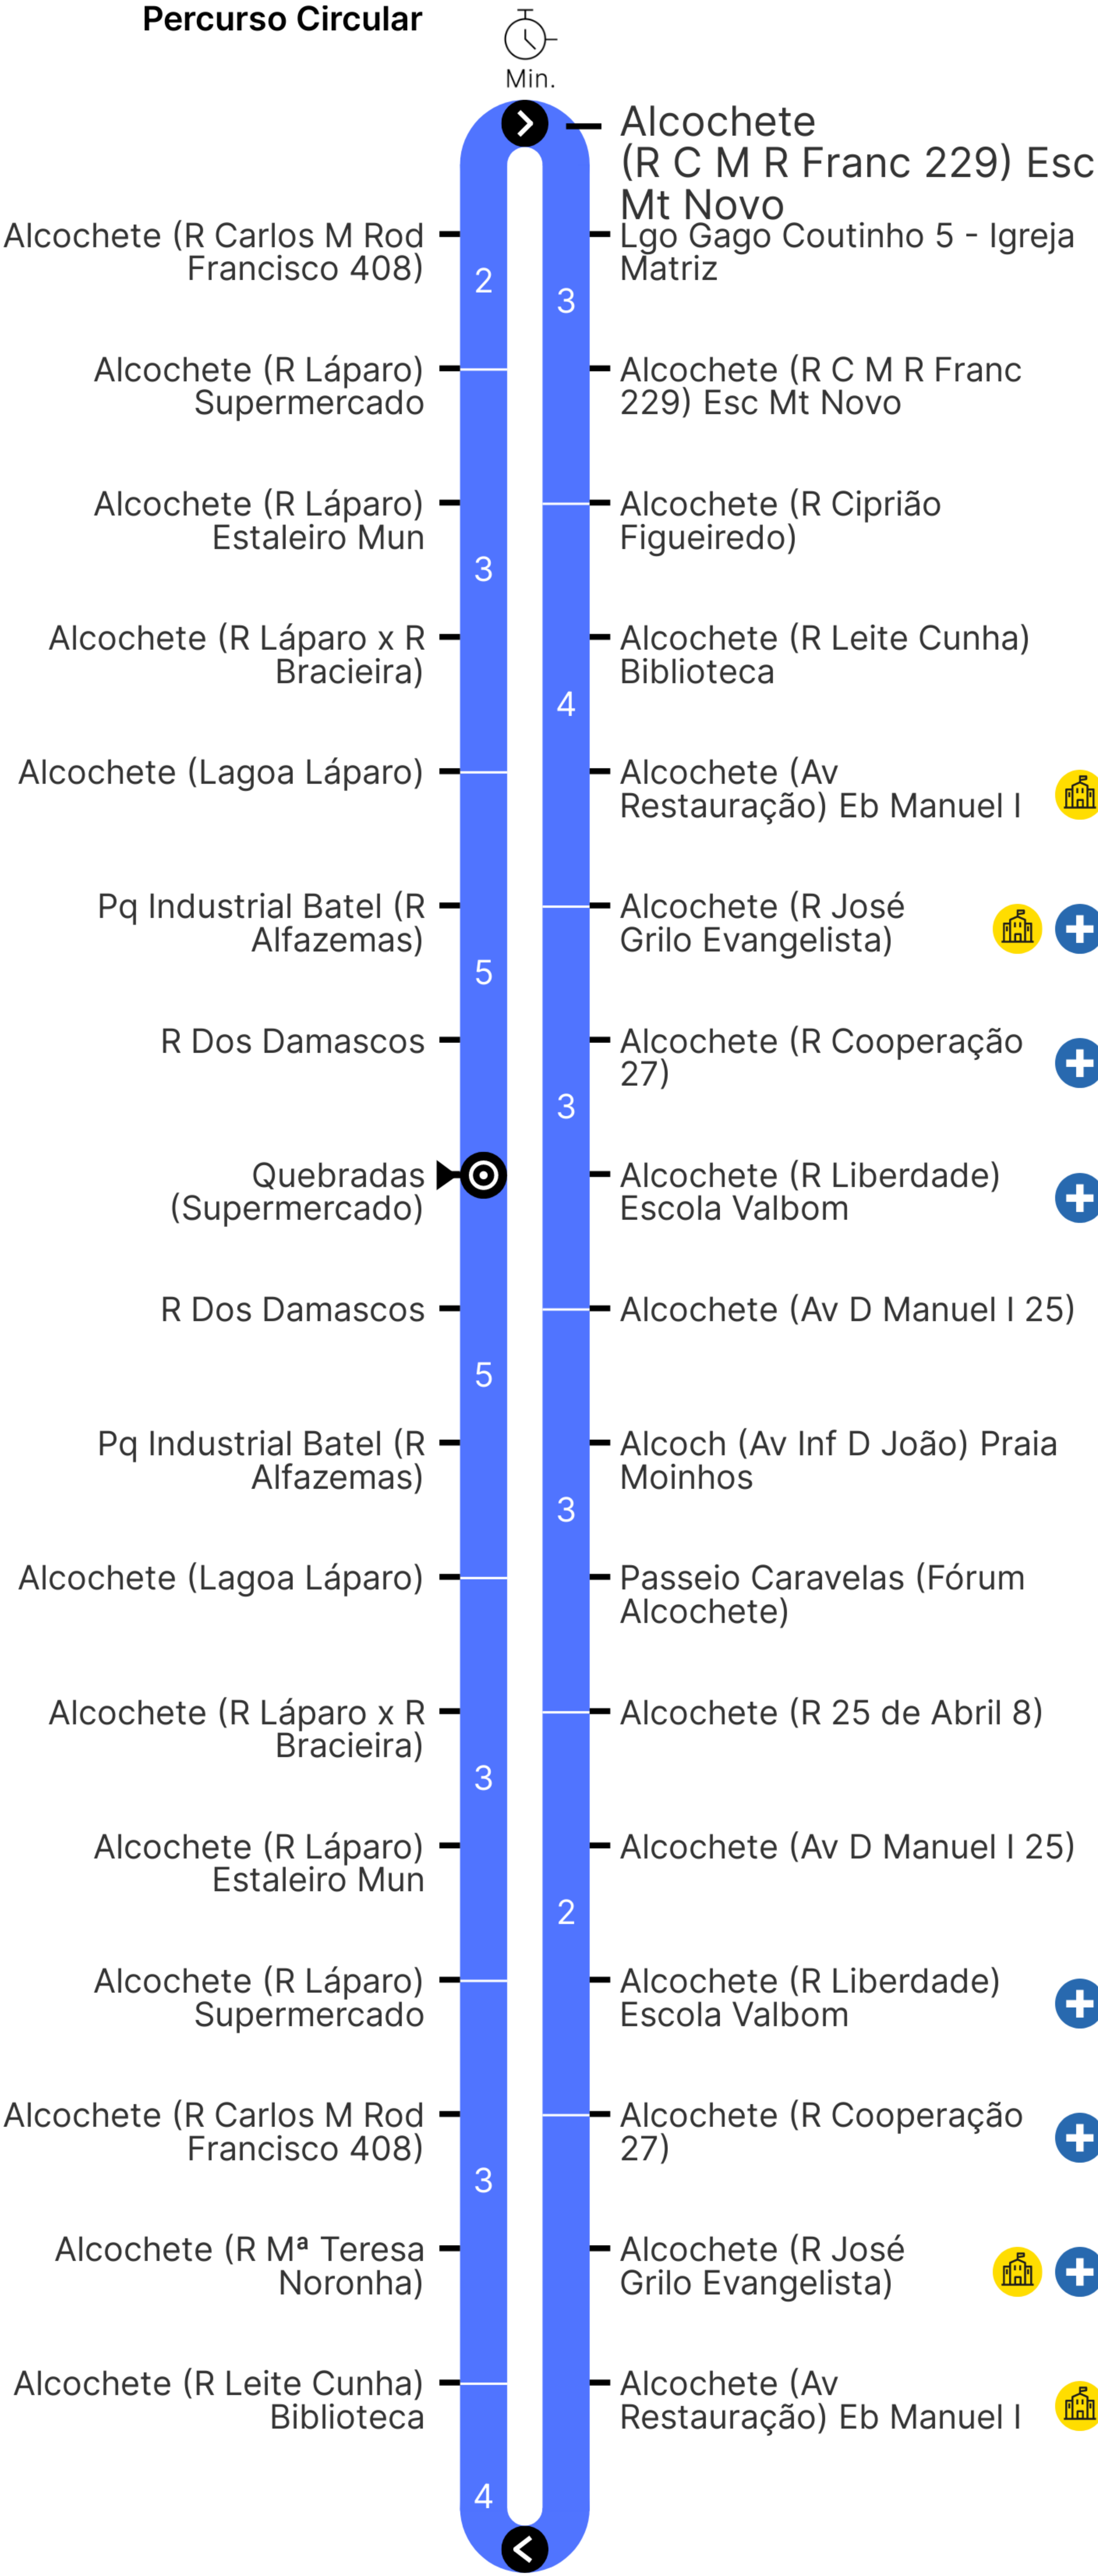 Percurso Circular
Min.
Alcochete
(R C M R Franc 229) Esc
Mt Novo
Lgo Gago Coutinho 5 - Igreja
Matriz
3
Alcochete (R C M R Franc
229) Esc Mt Novo
Alcochete (R Ciprião
Figueiredo)
Alcochete (R Leite Cunha)
Biblioteca
4
Alcochete (Av
Restauração) Eb Manuel I
Alcochete (R José
Grilo Evangelista)
Alcochete (R Cooperação
27)
3
Alcochete (R Liberdade)
Escola Valbom
Alcochete (Av D Manuel I 25)
Alcoch (Av Inf D João) Praia
Moinhos
3
Passeio Caravelas (Fórum
Alcochete)
Alcochete (R 25 de Abril 8)
Alcochete (Av D Manuel I 25)
2
Alcochete (R Liberdade)
Escola Valbom
Alcochete (R Cooperação
27)
Alcochete (R José
Grilo Evangelista)
Alcochete (Av
Restauração) Eb Manuel I
Alcochete (R Carlos M Rod
Francisco 408)
2
Alcochete (R Láparo)
Supermercado
Alcochete (R Láparo)
Estaleiro Mun
3
Alcochete (R Láparo x R
Bracieira)
Alcochete (Lagoa Láparo)
Pq Industrial Batel (R
Alfazemas)
5
R Dos Damascos
Quebradas
(Supermercado)
R Dos Damascos
5
Pq Industrial Batel (R
Alfazemas)
Alcochete (Lagoa Láparo)
Alcochete (R Láparo x R
Bracieira)
3
Alcochete (R Láparo)
Estaleiro Mun
Alcochete (R Láparo)
Supermercado
Alcochete (R Carlos M Rod
Francisco 408)
3
Alcochete (R Mª Teresa
Noronha)
Alcochete (R Leite Cunha)
Biblioteca
4